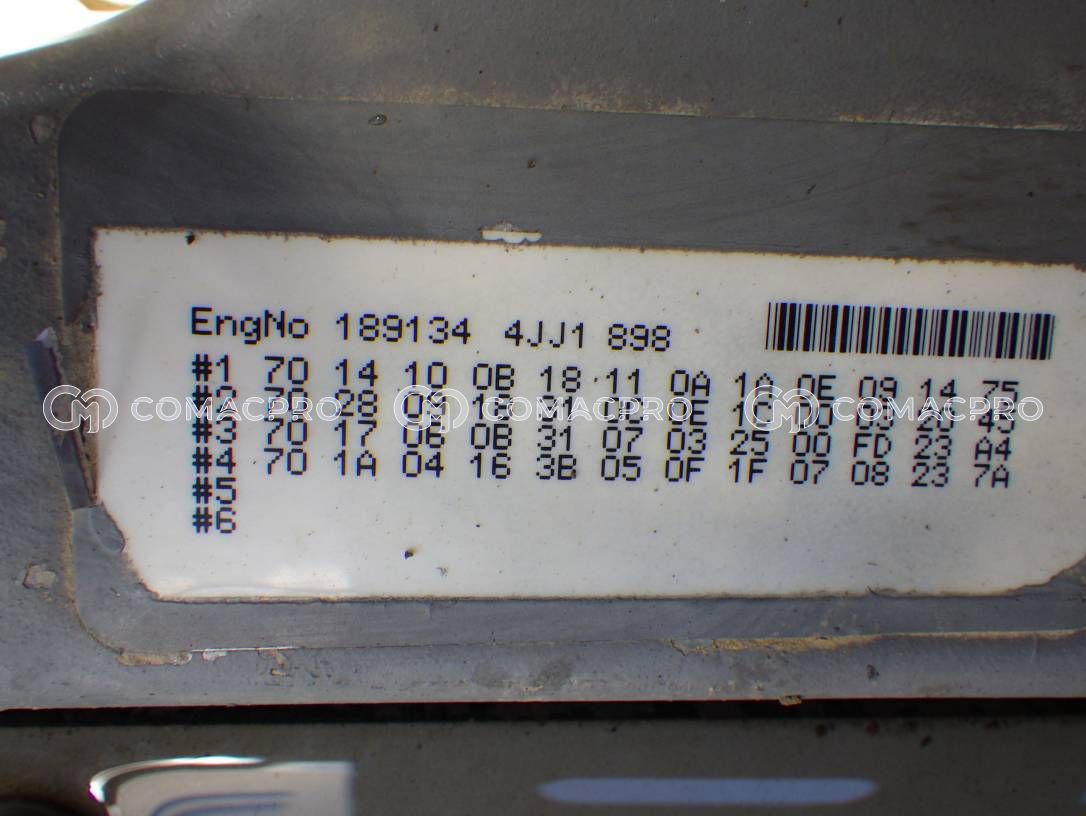 EngNo 189134 4JJ1 898
#1 70 14 10 0B 18 11 0A 1A 0E 09 14 75
#2
COMACPRO COMACPRO COMACPRO
#3 70 17 06 0B 31 07 03 25 00 FD 23 A4
#4 70 1A 04 16 3B 05 0F 1F 07 08 23 7A
#5
#6